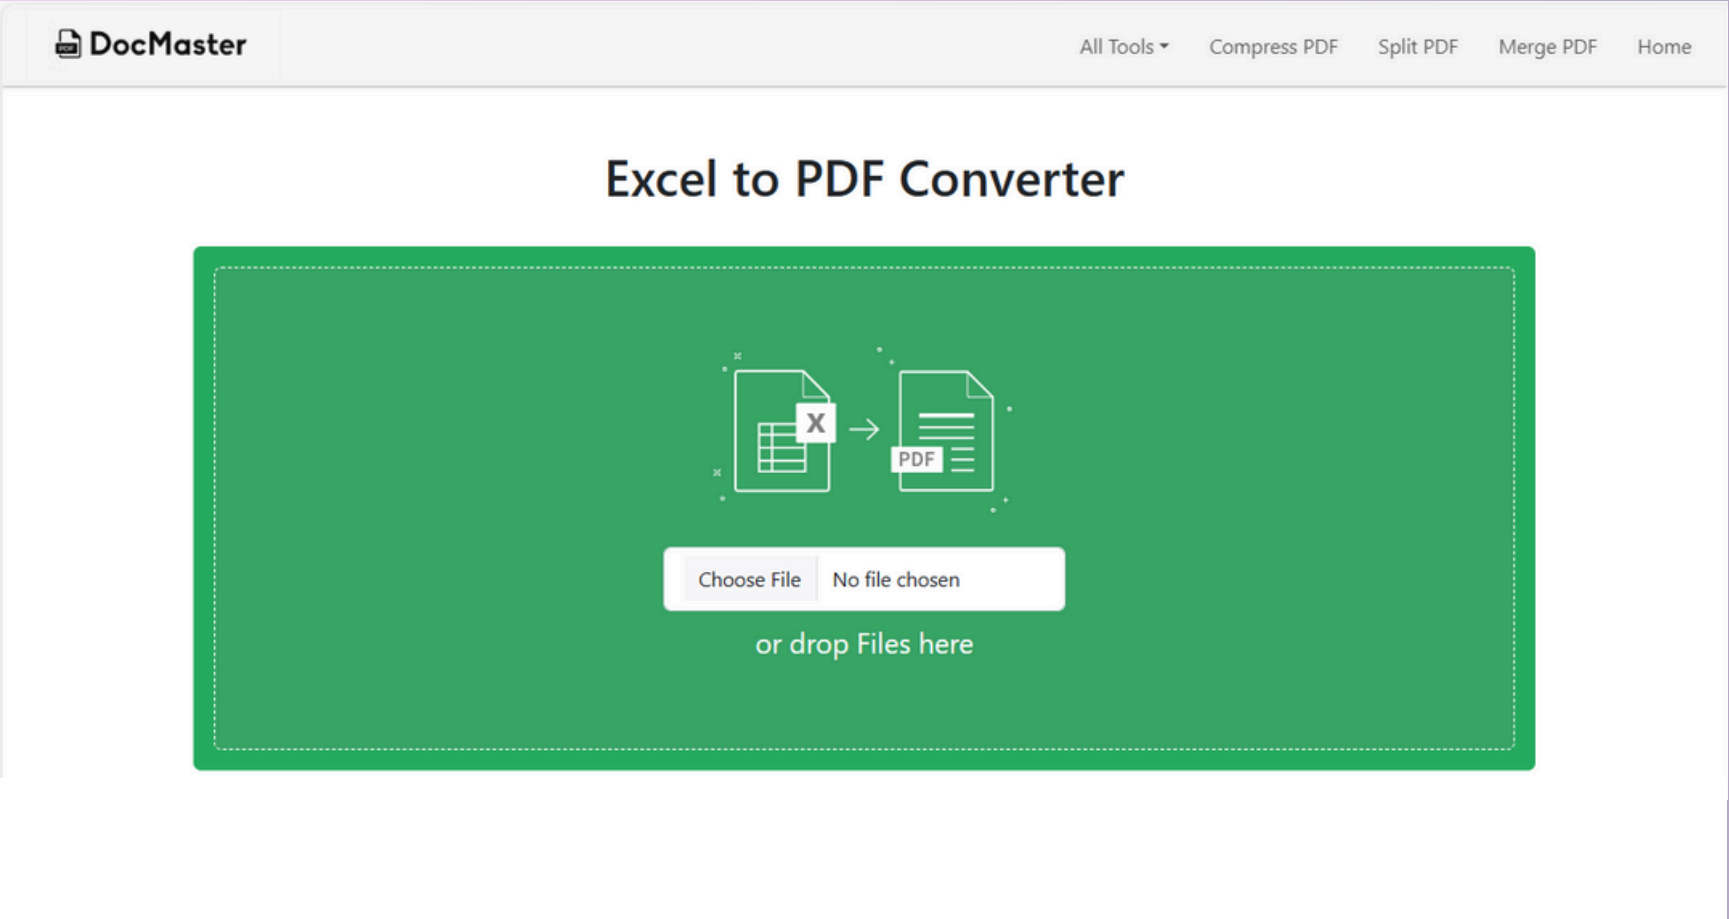 DocMaster
All Tools Compress PDF Split PDF Merge PDF Home
Excel to PDF Converter
X
PDF
Choose File No file chosen
or drop Files here